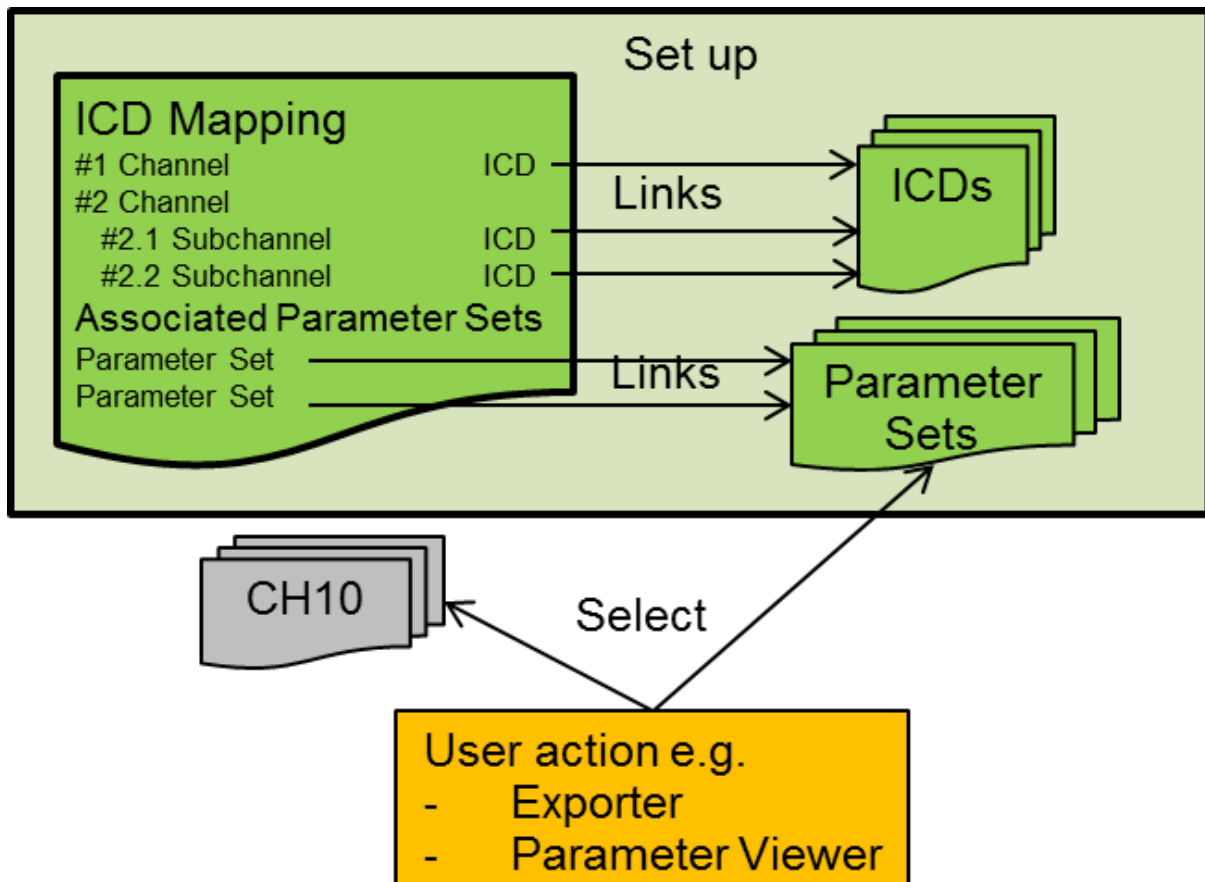 Set up
ICD Mapping
#1 Channel ICD
#2 Channel
#2.1 Subchannel ICD
#2.2 Subchannel ICD
Associated Parameter Sets
Parameter Set
Parameter Set
Links
ICDs
Links
Parameter
Sets
CH10
Select
User action e.g.
- Exporter
- Parameter Viewer